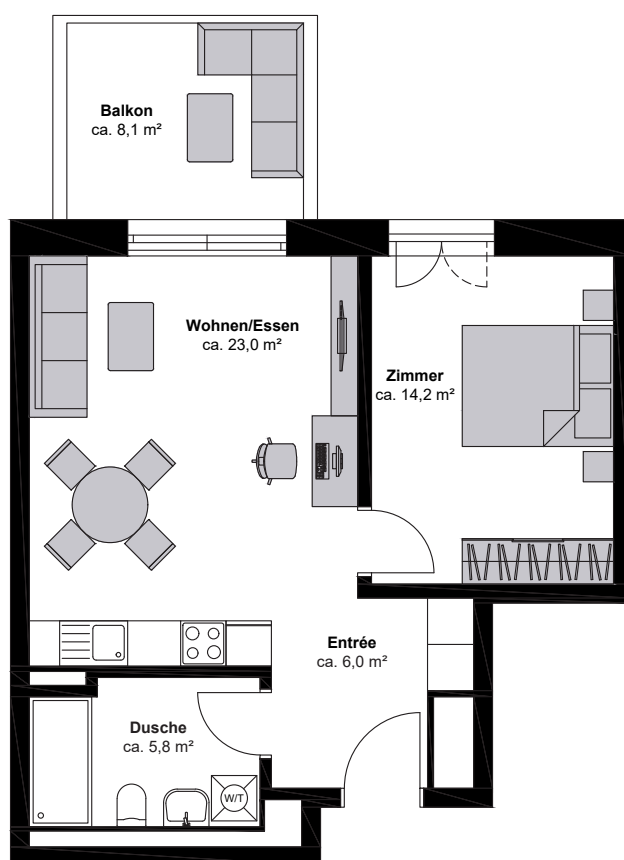 Balkon
ca. 8,1 m²
Wohnen/Essen
ca. 23,0 m²
Zimmer
ca. 14,2 m²
Entrée
ca. 6,0 m²
Dusche
ca. 5,8 m²
W/T